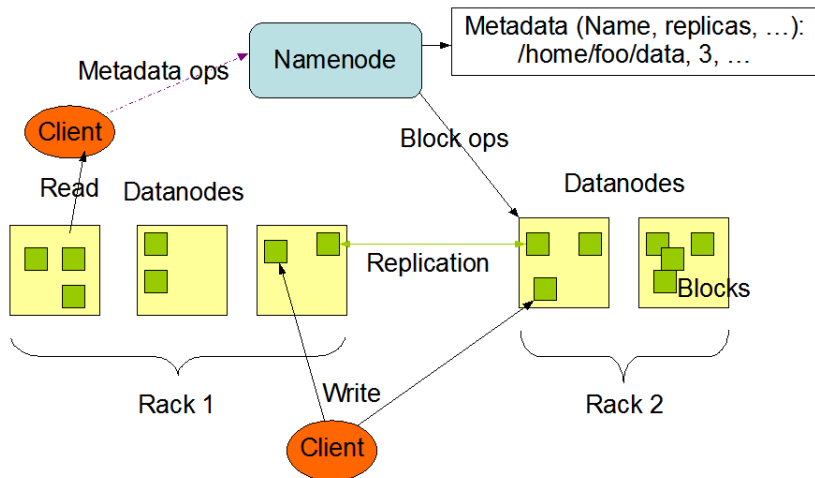 Metadata (Name, replicas, …):
/home/foo/data, 3, …
Namenode
Metadata ops
Client
Block ops
Read
Datanodes
Datanodes
Replication
Blocks
Rack 1
Write
Rack 2
Client